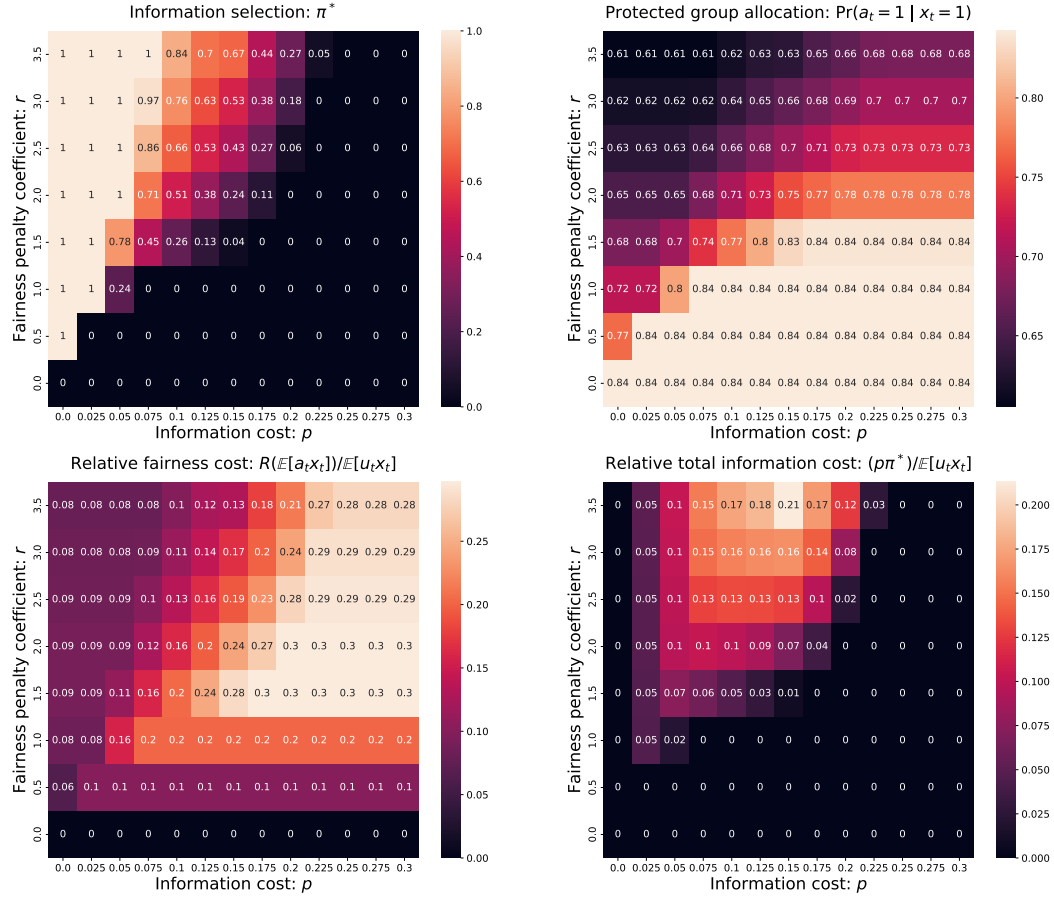 Information selection: π*
Fairness penalty coefficient: r
3.5 1 1 1 1 0.84 0.7 0.67 0.44 0.27 0.05 0 0 0
3.0 1 1 1 0.97 0.76 0.63 0.53 0.38 0.18 0 0 0 0
2.5 1 1 1 0.86 0.66 0.53 0.43 0.27 0.06 0 0 0 0
2.0 1 1 1 0.71 0.51 0.38 0.24 0.11 0 0 0 0 0
1.5 1 1 0.78 0.45 0.26 0.13 0.04 0 0 0 0 0 0
1.0 1 1 0.24 0 0 0 0 0 0 0 0 0 0
0.5 1 0 0 0 0 0 0 0 0 0 0 0 0
0.0 0 0 0 0 0 0 0 0 0 0 0 0 0
0.0 0.025 0.05 0.075 0.1 0.125 0.15 0.175 0.2 0.225 0.25 0.275 0.3
Information cost: p
1.0
0.8
0.6
0.4
0.2
0.0
Protected group allocation: Pr(aₜ = 1 | xₜ = 1)
Fairness penalty coefficient: r
3.5 0.61 0.61 0.61 0.61 0.62 0.63 0.63 0.65 0.66 0.68 0.68 0.68 0.68
3.0 0.62 0.62 0.62 0.62 0.64 0.65 0.66 0.68 0.69 0.7 0.7 0.7 0.7
2.5 0.63 0.63 0.63 0.64 0.66 0.68 0.7 0.71 0.73 0.73 0.73 0.73 0.73
2.0 0.65 0.65 0.65 0.68 0.71 0.73 0.75 0.77 0.78 0.78 0.78 0.78 0.78
1.5 0.68 0.68 0.7 0.74 0.77 0.8 0.83 0.84 0.84 0.84 0.84 0.84 0.84
1.0 0.72 0.72 0.8 0.84 0.84 0.84 0.84 0.84 0.84 0.84 0.84 0.84 0.84
0.5 0.77 0.84 0.84 0.84 0.84 0.84 0.84 0.84 0.84 0.84 0.84 0.84 0.84
0.0 0.84 0.84 0.84 0.84 0.84 0.84 0.84 0.84 0.84 0.84 0.84 0.84 0.84
0.0 0.025 0.05 0.075 0.1 0.125 0.15 0.175 0.2 0.225 0.25 0.275 0.3
Information cost: p
0.80
0.75
0.70
0.65
Relative fairness cost: R(𝔼[aₜxₜ])/𝔼[uₜxₜ]
Fairness penalty coefficient: r
3.5 0.08 0.08 0.08 0.08 0.1 0.12 0.13 0.18 0.21 0.27 0.28 0.28 0.28
3.0 0.08 0.08 0.08 0.09 0.11 0.14 0.17 0.2 0.24 0.29 0.29 0.29 0.29
2.5 0.09 0.09 0.09 0.1 0.13 0.16 0.19 0.23 0.28 0.29 0.29 0.29 0.29
2.0 0.09 0.09 0.09 0.12 0.16 0.2 0.24 0.27 0.3 0.3 0.3 0.3 0.3
1.5 0.09 0.09 0.11 0.16 0.2 0.24 0.28 0.3 0.3 0.3 0.3 0.3 0.3
1.0 0.08 0.08 0.16 0.2 0.2 0.2 0.2 0.2 0.2 0.2 0.2 0.2 0.2
0.5 0.06 0.1 0.1 0.1 0.1 0.1 0.1 0.1 0.1 0.1 0.1 0.1 0.1
0.0 0 0 0 0 0 0 0 0 0 0 0 0 0
0.0 0.025 0.05 0.075 0.1 0.125 0.15 0.175 0.2 0.225 0.25 0.275 0.3
Information cost: p
0.25
0.20
0.15
0.10
0.05
0.00
Relative total information cost: (pπ*)/𝔼[uₜxₜ]
Fairness penalty coefficient: r
3.5 0 0.05 0.1 0.15 0.17 0.18 0.21 0.17 0.12 0.03 0 0 0
3.0 0 0.05 0.1 0.15 0.16 0.16 0.16 0.14 0.08 0 0 0 0
2.5 0 0.05 0.1 0.13 0.13 0.13 0.13 0.1 0.02 0 0 0 0
2.0 0 0.05 0.1 0.1 0.1 0.09 0.07 0.04 0 0 0 0 0
1.5 0 0.05 0.07 0.06 0.05 0.03 0.01 0 0 0 0 0 0
1.0 0 0.05 0.02 0 0 0 0 0 0 0 0 0 0
0.5 0 0 0 0 0 0 0 0 0 0 0 0 0
0.0 0 0 0 0 0 0 0 0 0 0 0 0 0
0.0 0.025 0.05 0.075 0.1 0.125 0.15 0.175 0.2 0.225 0.25 0.275 0.3
Information cost: p
0.200
0.175
0.150
0.125
0.100
0.075
0.050
0.025
0.000